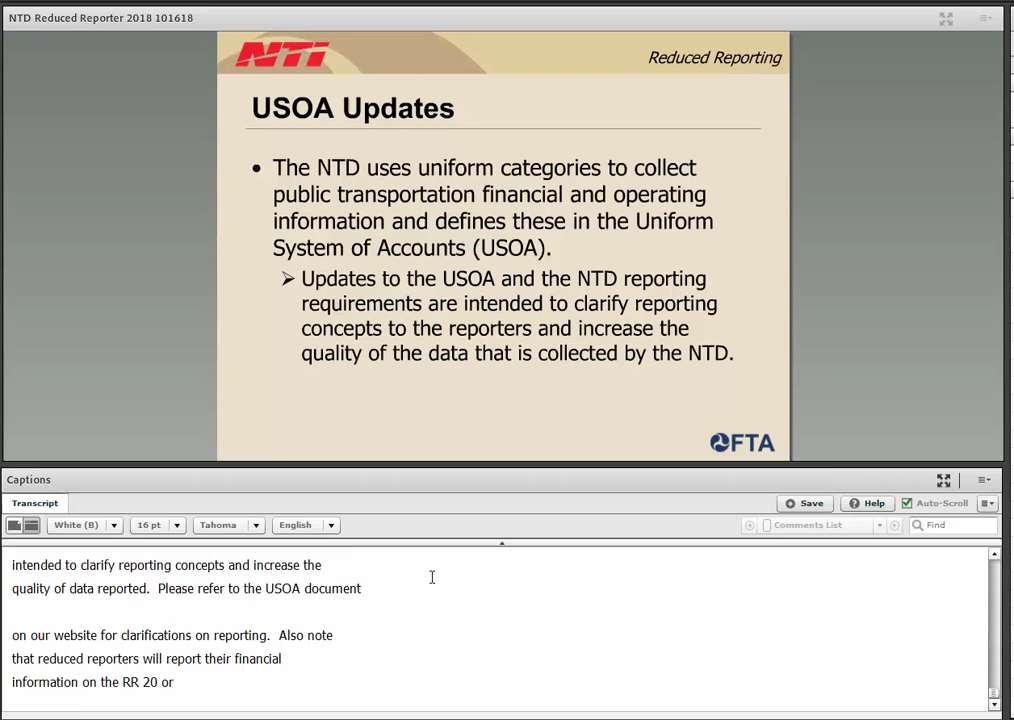 NTD Reduced Reporter 2018 101618
NTI
Reduced Reporting
USOA Updates
• The NTD uses uniform categories to collect
public transportation financial and operating
information and defines these in the Uniform
System of Accounts (USOA).
➢ Updates to the USOA and the NTD reporting
requirements are intended to clarify reporting
concepts to the reporters and increase the
quality of the data that is collected by the NTD.
FTA
Captions
Transcript
Save
Help
Auto-Scroll
White (B)
16 pt
Tahoma
English
Comments List
Find
intended to clarify reporting concepts and increase the
quality of data reported.  Please refer to the USOA document
on our website for clarifications on reporting.  Also note
that reduced reporters will report their financial
information on the RR 20 or